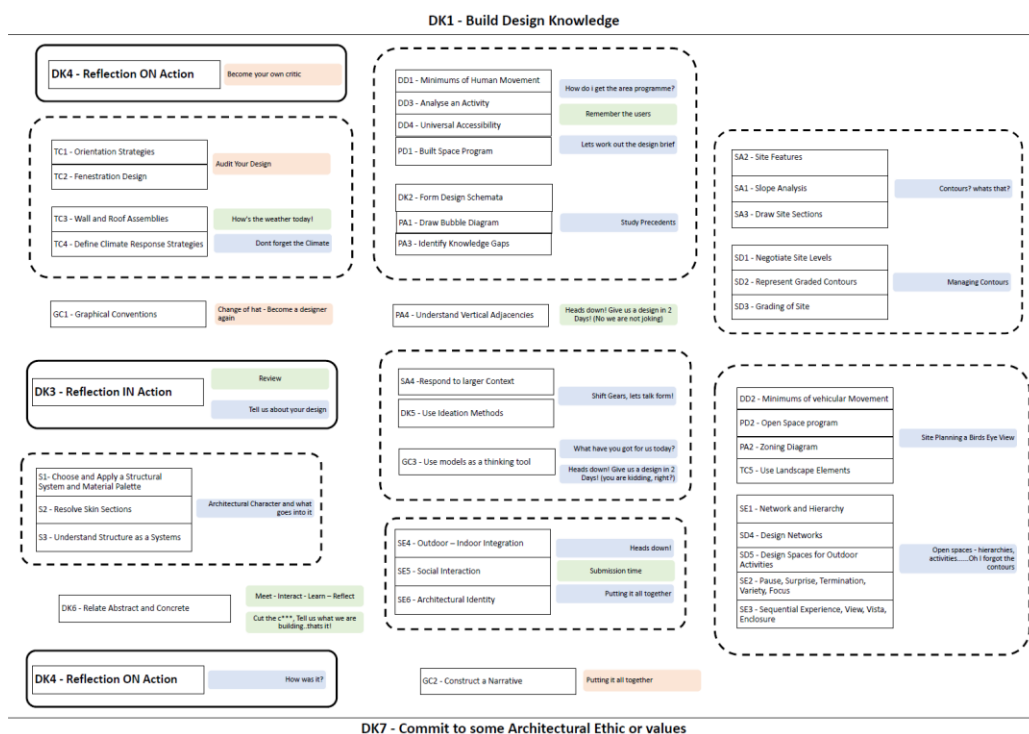 DK1 - Build Design Knowledge
DK4 - Reflection ON Action
Become your own critic
TC1 - Orientation Strategies
TC2 - Fenestration Design
Audit Your Design
TC3 - Wall and Roof Assemblies
How's the weather today!
TC4 - Define Climate Response Strategies
Dont forget the Climate
GC1 - Graphical Conventions
Change of hat - Become a designer
again
DK3 - Reflection IN Action
Review
Tell us about your design
S1- Choose and Apply a Structural
System and Material Palette
S2 - Resolve Skin Sections
S3 - Understand Structure as a Systems
Architectural Character and what
goes into it
DK6 - Relate Abstract and Concrete
Meet - Interact - Learn – Reflect
Cut the c***, Tell us what we are
building..thats it!
DK4 - Reflection ON Action
How was it?
DD1 - Minimums of Human Movement
How do i get the area programme?
DD3 - Analyse an Activity
Remember the users
DD4 - Universal Accessibility
PD1 - Built Space Program
Lets work out the design brief
DK2 - Form Design Schemata
PA1 - Draw Bubble Diagram
Study Precedents
PA3 - Identify Knowledge Gaps
PA4 - Understand Vertical Adjacencies
Heads down! Give us a design in 2
Days! (No we are not joking)
SA4 -Respond to larger Context
Shift Gears, lets talk form!
DK5 - Use Ideation Methods
GC3 - Use models as a thinking tool
What have you got for us today?
Heads down! Give us a design in 2
Days! (you are kidding, right?)
SE4 - Outdoor – Indoor Integration
Heads down!
SE5 - Social Interaction
Submission time
SE6 - Architectural Identity
Putting it all together
GC2 - Construct a Narrative
Putting it all together
SA2 - Site Features
SA1 - Slope Analysis
Contours? whats that?
SA3 - Draw Site Sections
SD1 - Negotiate Site Levels
SD2 - Represent Graded Contours
Managing Contours
SD3 - Grading of Site
DD2 - Minimums of vehicular Movement
PD2 - Open Space program
Site Planning a Birds Eye View
PA2 - Zoning Diagram
TC5 - Use Landscape Elements
SE1 - Network and Hierarchy
SD4 - Design Networks
SD5 - Design Spaces for Outdoor
Activities
Open spaces - hierarchies,
activities......Oh I forgot the
contours
SE2 - Pause, Surprise, Termination,
Variety, Focus
SE3 - Sequential Experience, View, Vista,
Enclosure
DK7 - Commit to some Architectural Ethic or values